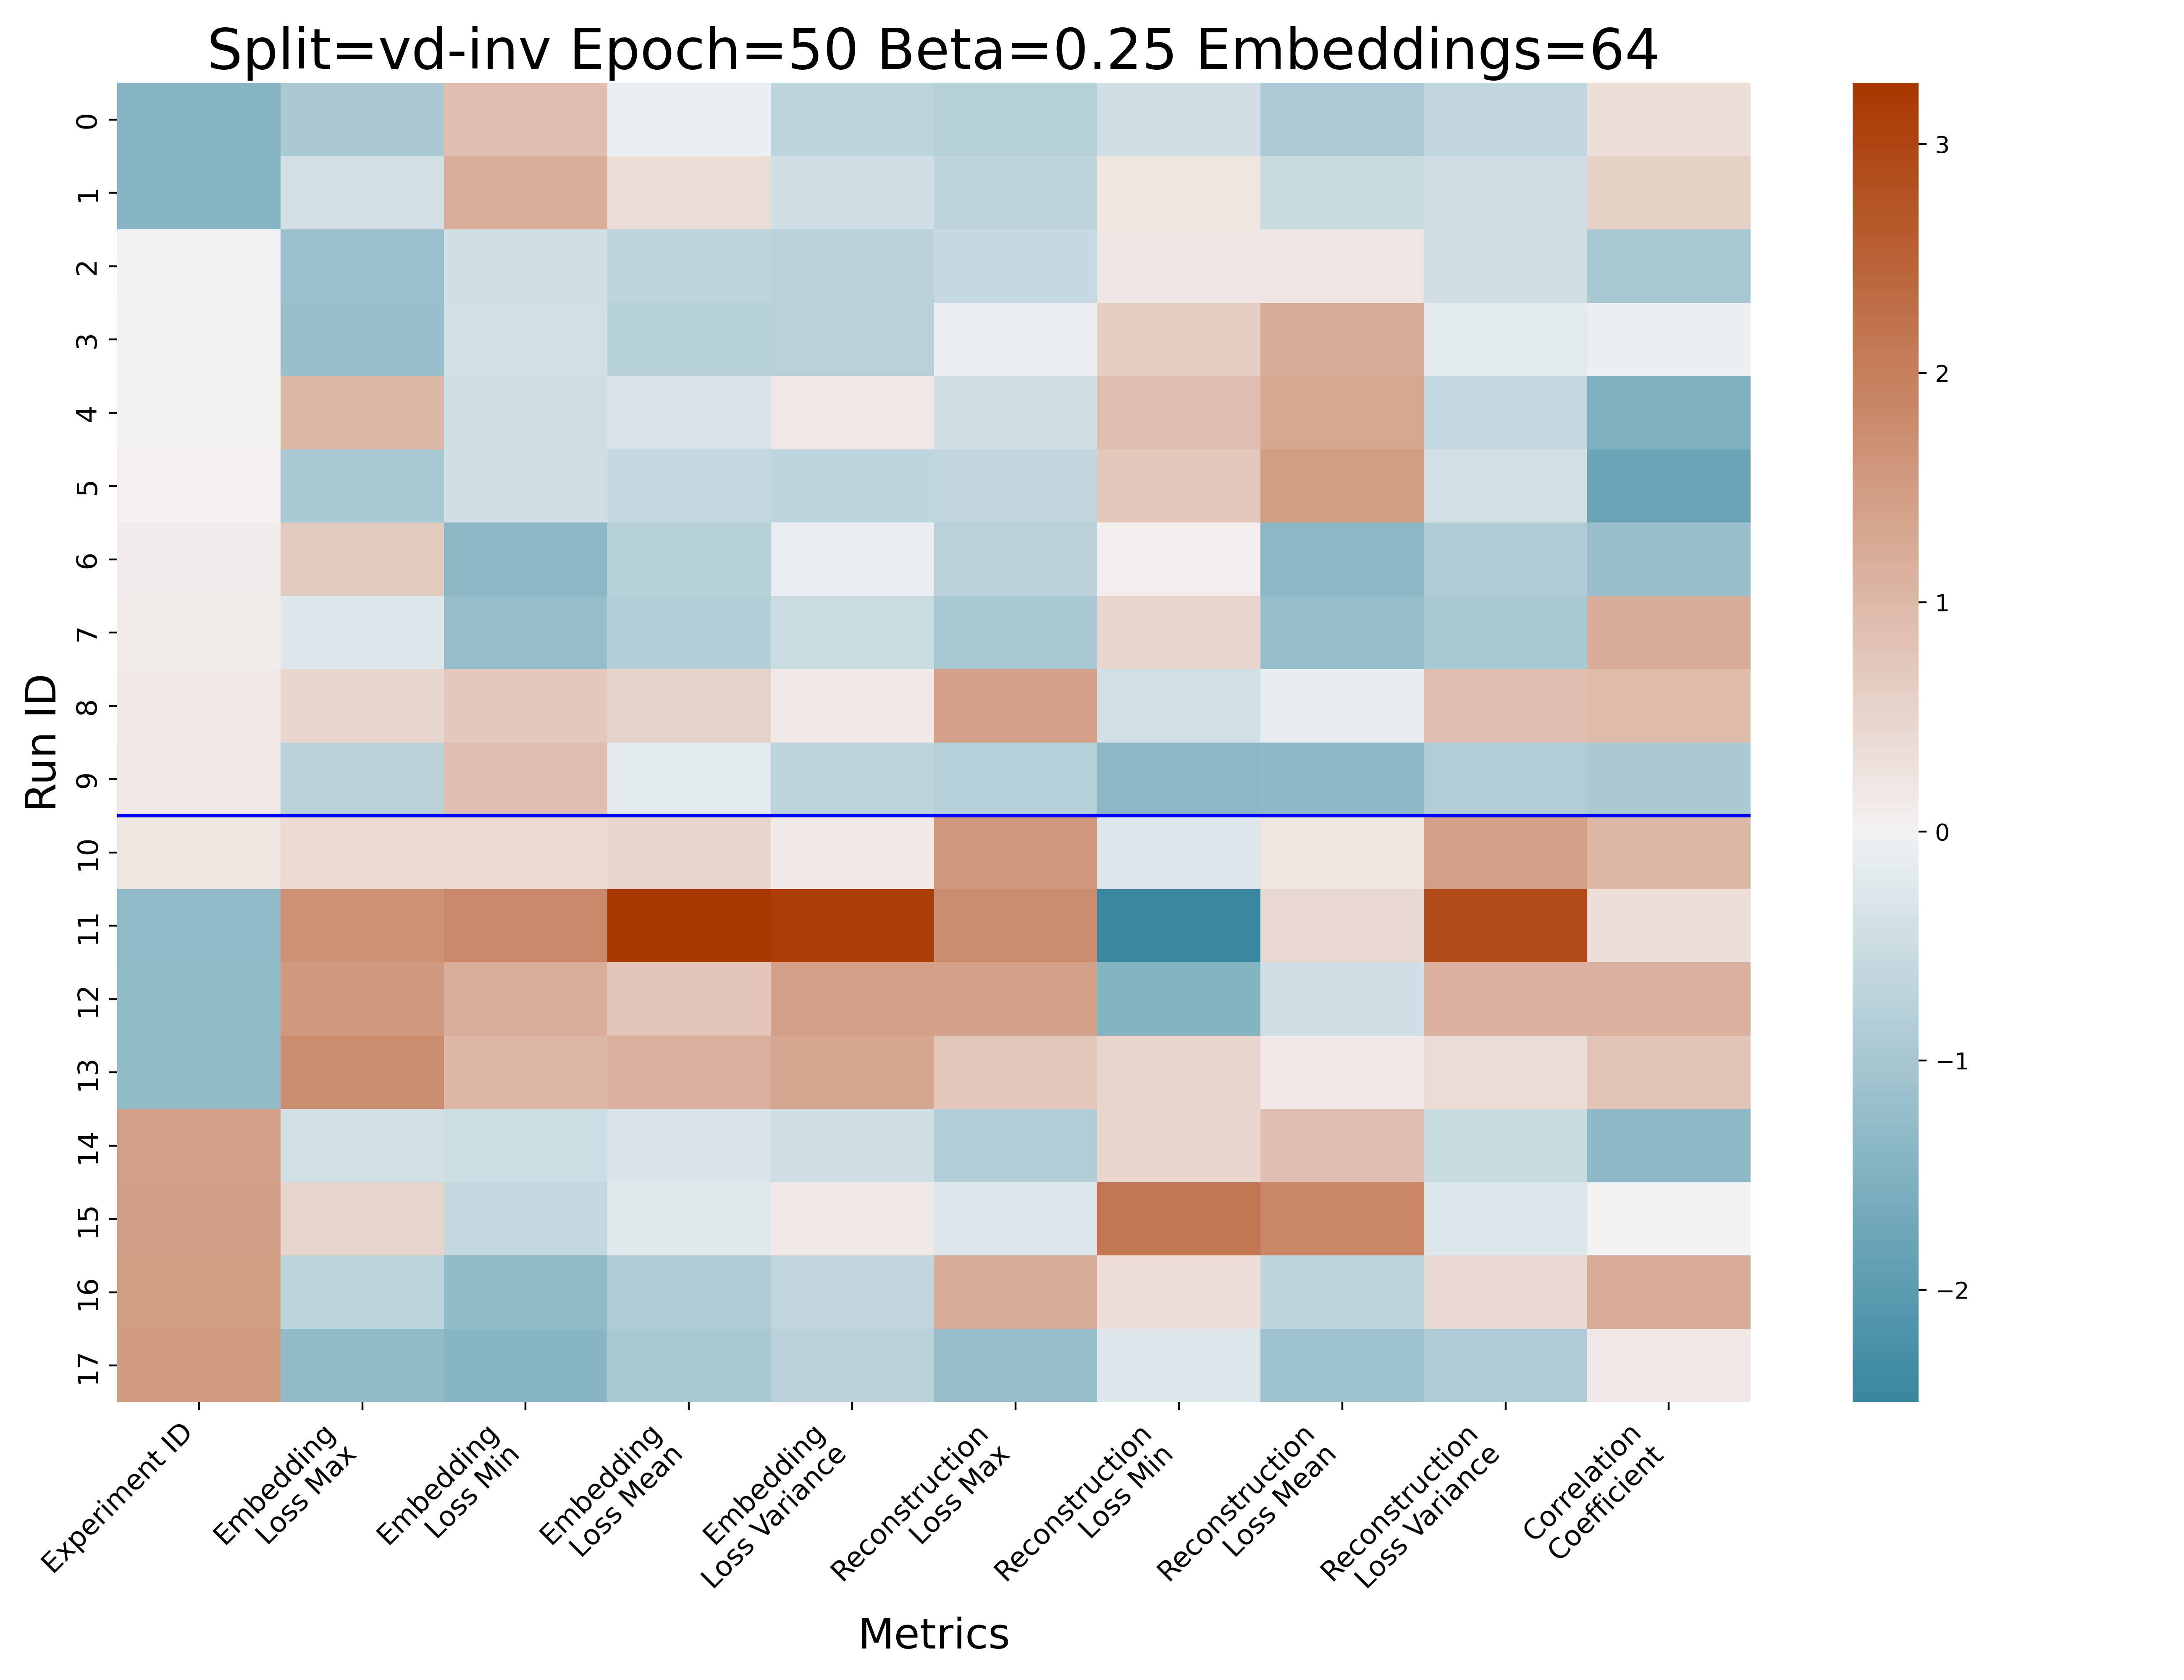 Split=vd-inv Epoch=50 Beta=0.25 Embeddings=64
Run ID
0
1
2
3
4
5
6
7
8
9
10
11
12
13
14
15
16
17
3
2
1
0
−1
−2
Experiment ID
Embedding
Loss Max
Embedding
Loss Min
Embedding
Loss Mean
Embedding
Loss Variance
Reconstruction
Loss Max
Reconstruction
Loss Min
Reconstruction
Loss Mean
Reconstruction
Loss Variance
Correlation
Coefficient
Metrics